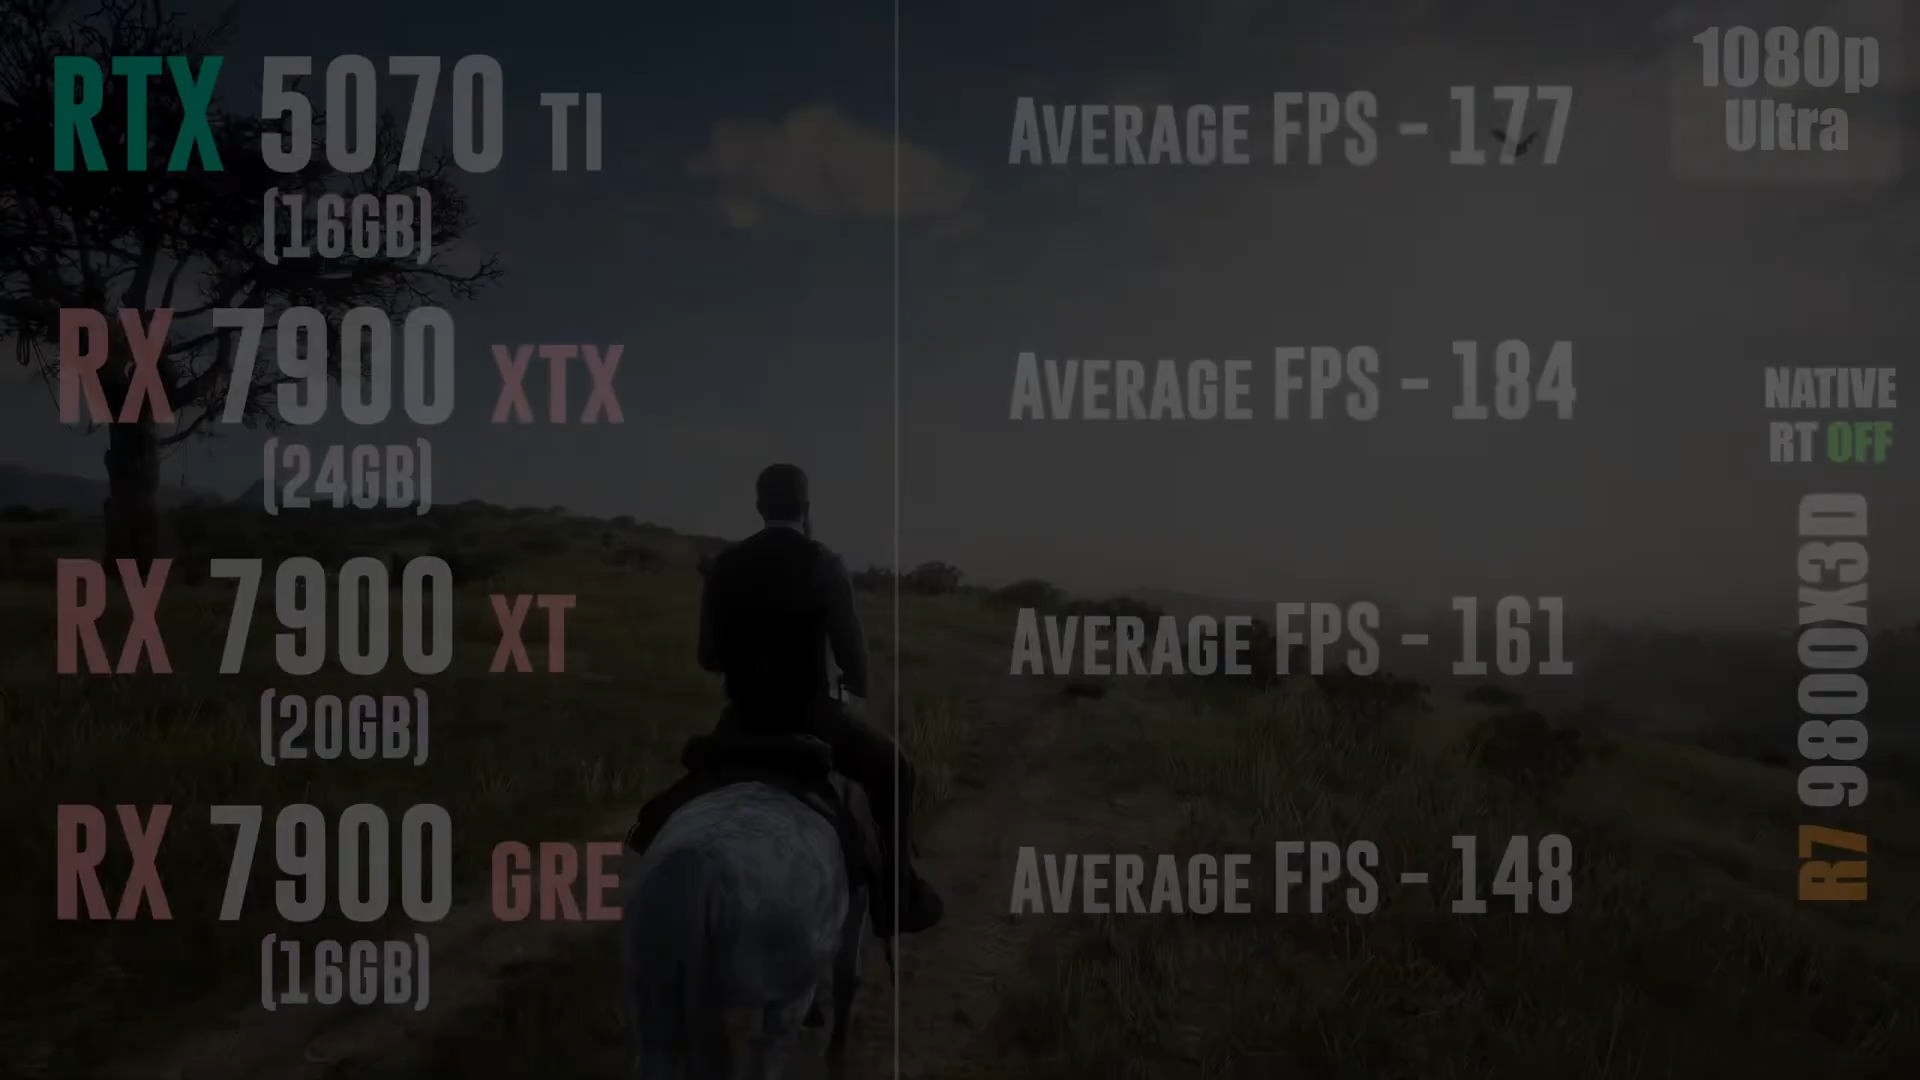 RTX 5070 TI
(16GB)
AVERAGE FPS - 177
1080p
Ultra
RX 7900 XTX
(24GB)
AVERAGE FPS - 184
NATIVE
RT OFF
RX 7900 XT
(20GB)
AVERAGE FPS - 161
R7 9800X3D
RX 7900 GRE
(16GB)
AVERAGE FPS - 148